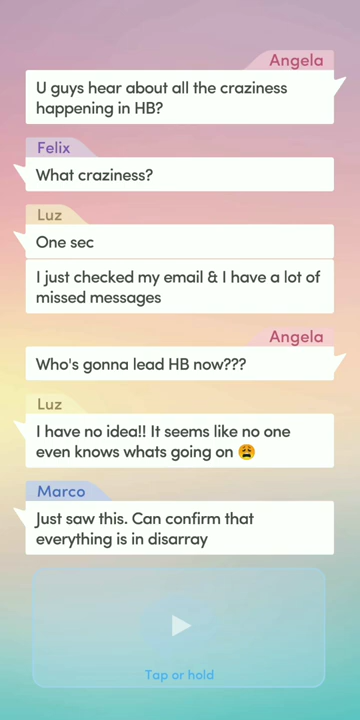 Angela
U guys hear about all the craziness
happening in HB?
Felix
What craziness?
Luz
One sec
I just checked my email & I have a lot of
missed messages
Angela
Who's gonna lead HB now???
Luz
I have no idea!! It seems like no one
even knows whats going on 😩
Marco
Just saw this. Can confirm that
everything is in disarray
Tap or hold